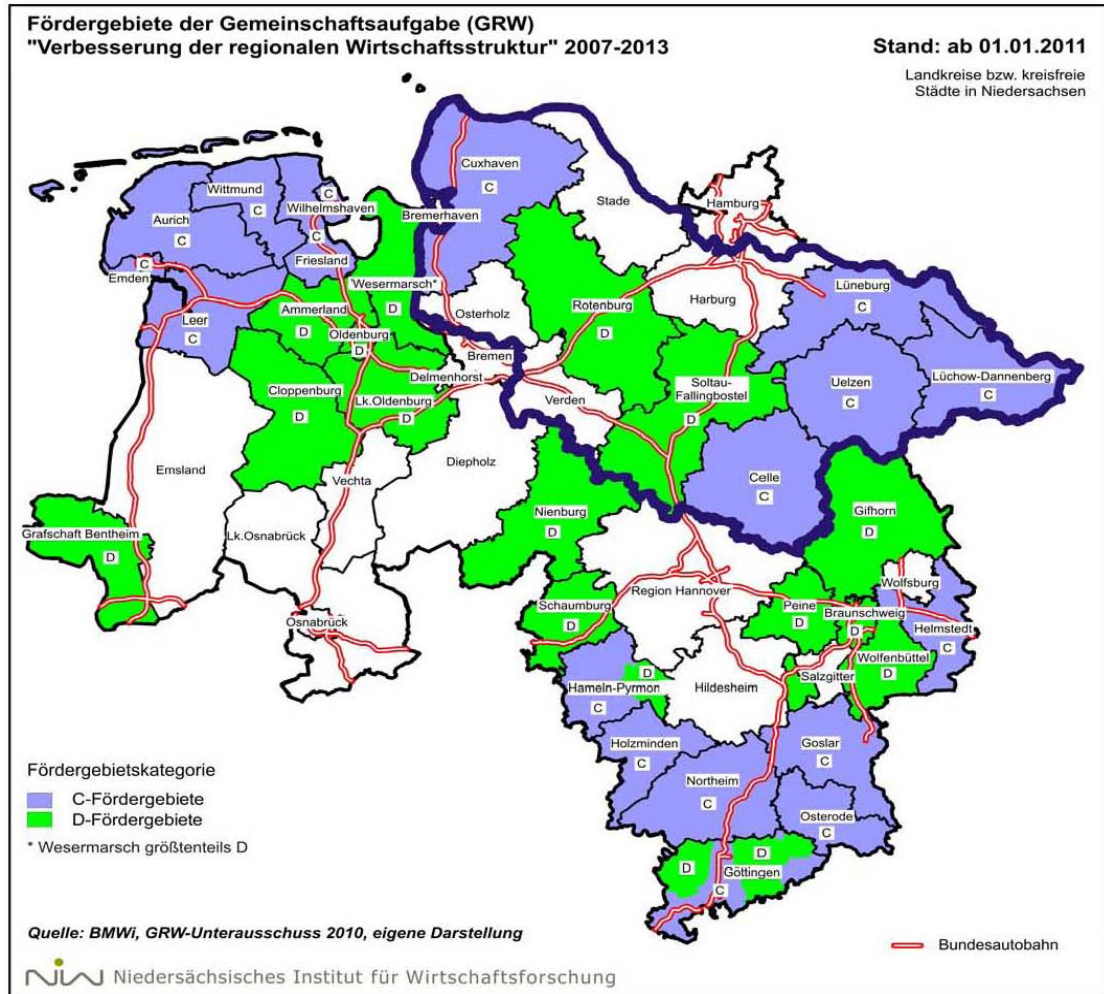 Fördergebiete der Gemeinschaftsaufgabe (GRW)
"Verbesserung der regionalen Wirtschaftsstruktur" 2007-2013
Stand: ab 01.01.2011
Landkreise bzw. kreisfreie
Städte in Niedersachsen
Cuxhaven
C
Stade
Hamburg
Wittmund
C
C
Wilhelmshaven
Aurich
C
C
Friesland
Bremerhaven
C
Emden
Leer
C
Wesermarsch*
D
Ammerland
D
Oldenburg
D
Osterholz
Bremen
Rotenburg
D
Harburg
Lüneburg
C
Delmenhorst
Cloppenburg
D
Lk.Oldenburg
D
Verden
Soltau-
Fallingbostel
D
Uelzen
C
Lüchow-Dannenberg
C
Emsland
Vechta
Diepholz
Celle
C
Nienburg
D
Gifhorn
D
Grafschaft Bentheim
D
Lk.Osnabrück
Wolfsburg
Osnabrück
Schaumburg
D
Region Hannover
Peine
D
Braunschweig
D
Helmstedt
C
Wolfenbüttel
D
D
Hameln-Pyrmon
C
Hildesheim
Salzgitter
Holzminden
C
Goslar
C
Northeim
C
Osterode
C
D
D
Göttingen
C
Fördergebietskategorie
C-Fördergebiete
D-Fördergebiete
* Wesermarsch größtenteils D
Quelle: BMWi, GRW-Unterausschuss 2010, eigene Darstellung
Bundesautobahn
NIW Niedersächsisches Institut für Wirtschaftsforschung